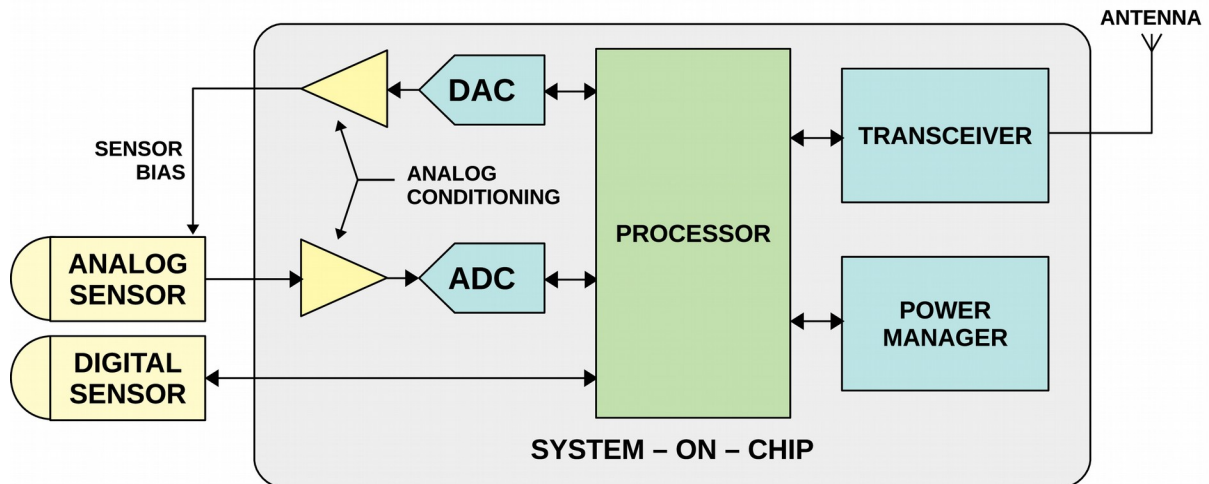 ANTENNA
DAC
TRANSCEIVER
SENSOR
BIAS
ANALOG
CONDITIONING
PROCESSOR
ANALOG
SENSOR
ADC
POWER
MANAGER
DIGITAL
SENSOR
SYSTEM – ON – CHIP